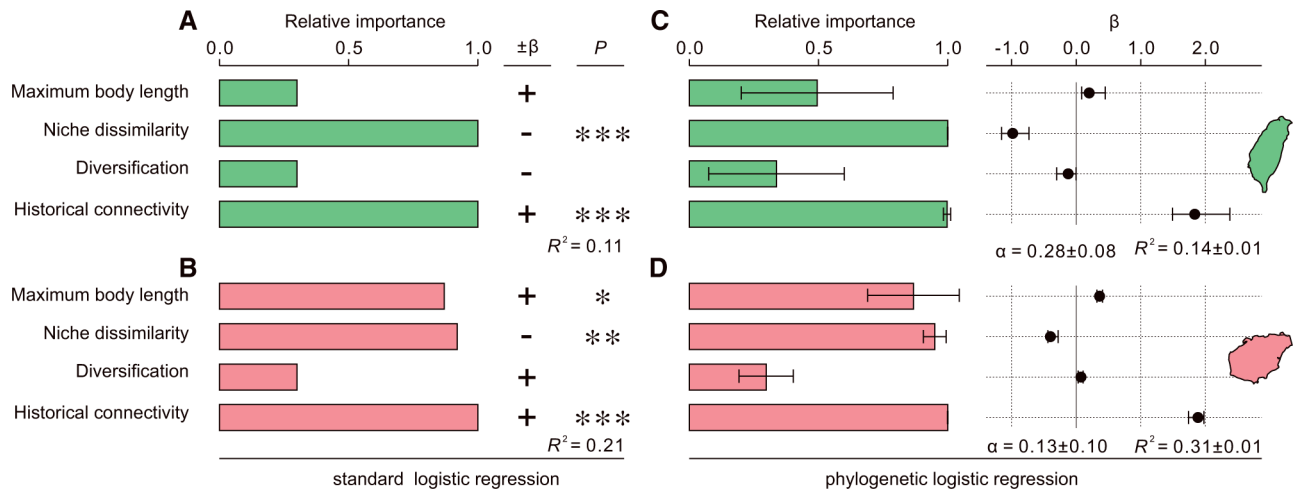 A
Relative importance
0.0 0.5 1.0 ±β P
Maximum body length +
Niche dissimilarity - ***
Diversification -
Historical connectivity + ***
R² = 0.11
B
Maximum body length + *
Niche dissimilarity - **
Diversification +
Historical connectivity + ***
R² = 0.21
standard logistic regression
C
Relative importance β
0.0 0.5 1.0 -1.0 0.0 1.0 2.0
α = 0.28±0.08 R² = 0.14±0.01
D
α = 0.13±0.10 R² = 0.31±0.01
phylogenetic logistic regression